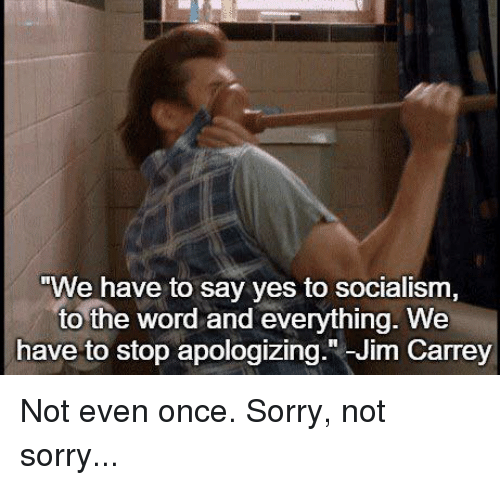 "We have to say yes to socialism,
to the word and everything. We
have to stop apologizing." -Jim Carrey
Not even once. Sorry, not
sorry...